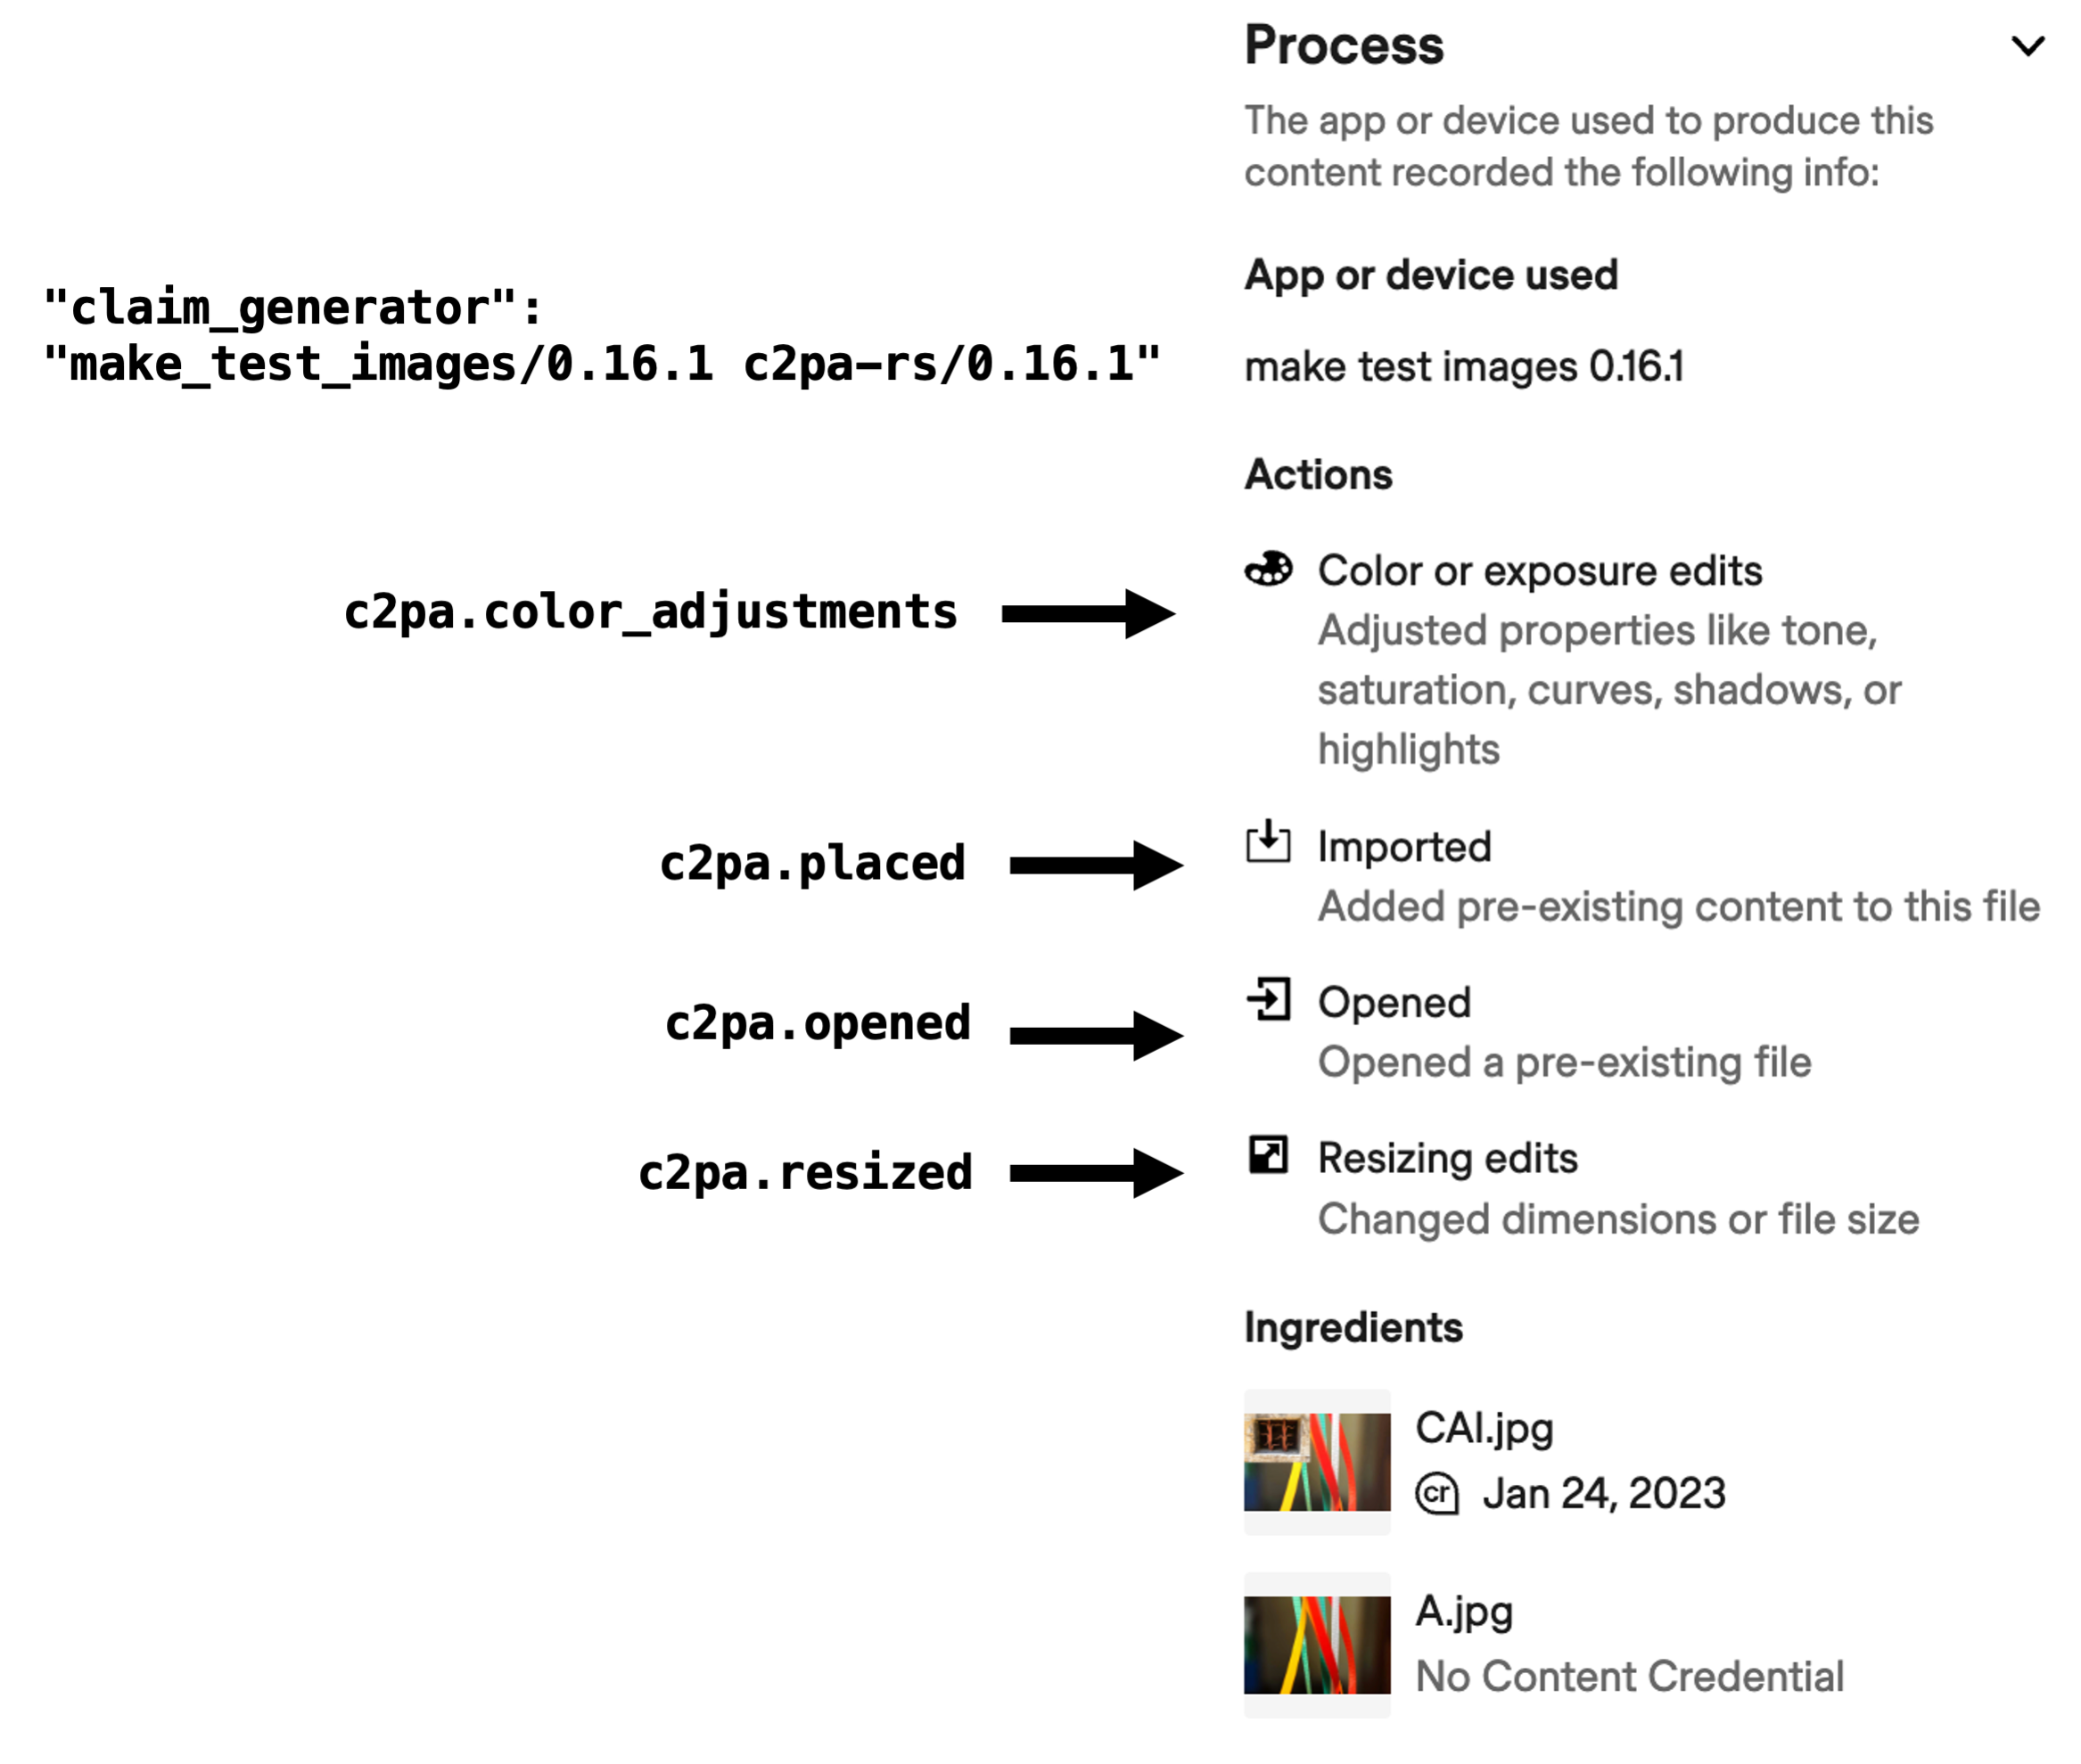 Process
The app or device used to produce this
content recorded the following info:
"claim_generator":
"make_test_images/0.16.1 c2pa-rs/0.16.1"
App or device used
make test images 0.16.1
Actions
c2pa.color_adjustments
Color or exposure edits
Adjusted properties like tone,
saturation, curves, shadows, or
highlights
c2pa.placed
Imported
Added pre-existing content to this file
c2pa.opened
Opened
Opened a pre-existing file
c2pa.resized
Resizing edits
Changed dimensions or file size
Ingredients
CAI.jpg
cr Jan 24, 2023
A.jpg
No Content Credential